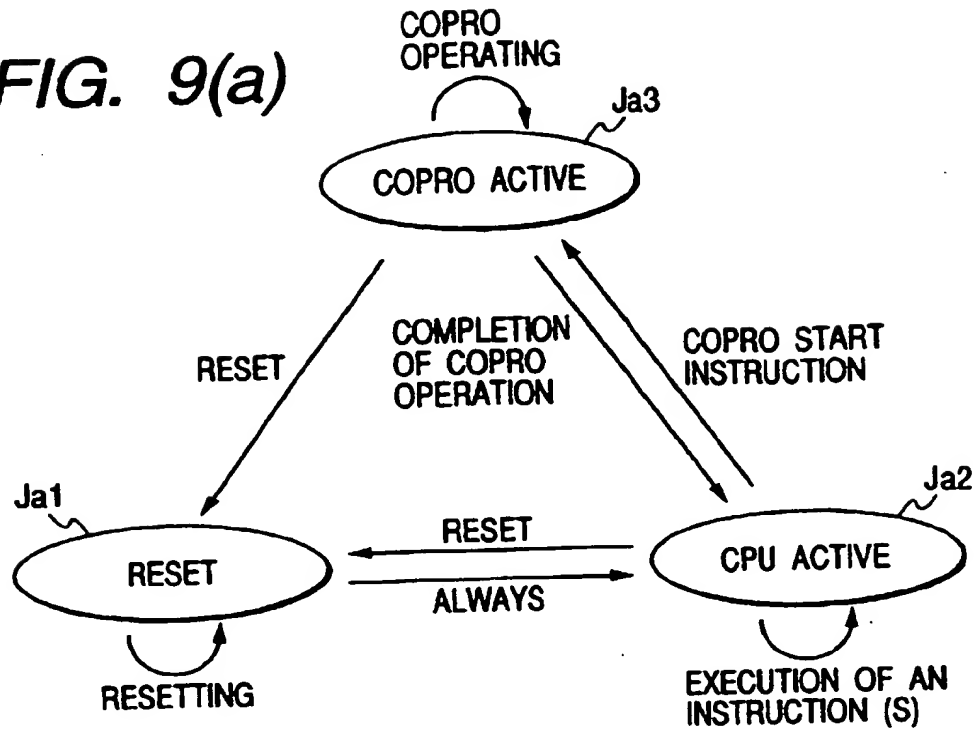 FIG. 9(a)
COPRO
OPERATING
Ja3
COPRO ACTIVE
RESET
COMPLETION
OF COPRO
OPERATION
COPRO START
INSTRUCTION
Ja1
RESET
RESET
ALWAYS
Ja2
CPU ACTIVE
RESETTING
EXECUTION OF AN
INSTRUCTION (S)